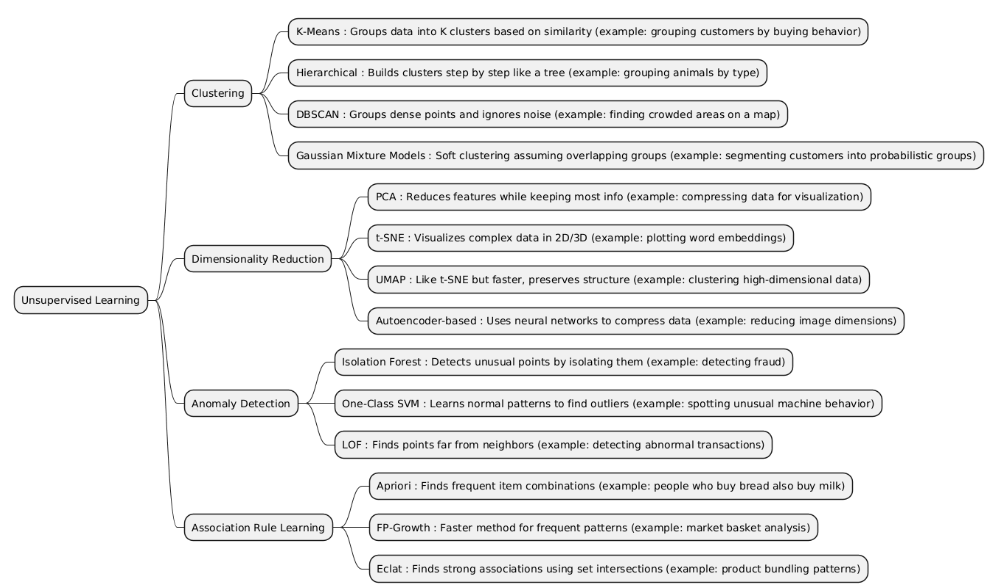 Unsupervised Learning
Clustering
K-Means : Groups data into K clusters based on similarity (example: grouping customers by buying behavior)
Hierarchical : Builds clusters step by step like a tree (example: grouping animals by type)
DBSCAN : Groups dense points and ignores noise (example: finding crowded areas on a map)
Gaussian Mixture Models : Soft clustering assuming overlapping groups (example: segmenting customers into probabilistic groups)
Dimensionality Reduction
PCA : Reduces features while keeping most info (example: compressing data for visualization)
t-SNE : Visualizes complex data in 2D/3D (example: plotting word embeddings)
UMAP : Like t-SNE but faster, preserves structure (example: clustering high-dimensional data)
Autoencoder-based : Uses neural networks to compress data (example: reducing image dimensions)
Anomaly Detection
Isolation Forest : Detects unusual points by isolating them (example: detecting fraud)
One-Class SVM : Learns normal patterns to find outliers (example: spotting unusual machine behavior)
LOF : Finds points far from neighbors (example: detecting abnormal transactions)
Association Rule Learning
Apriori : Finds frequent item combinations (example: people who buy bread also buy milk)
FP-Growth : Faster method for frequent patterns (example: market basket analysis)
Eclat : Finds strong associations using set intersections (example: product bundling patterns)